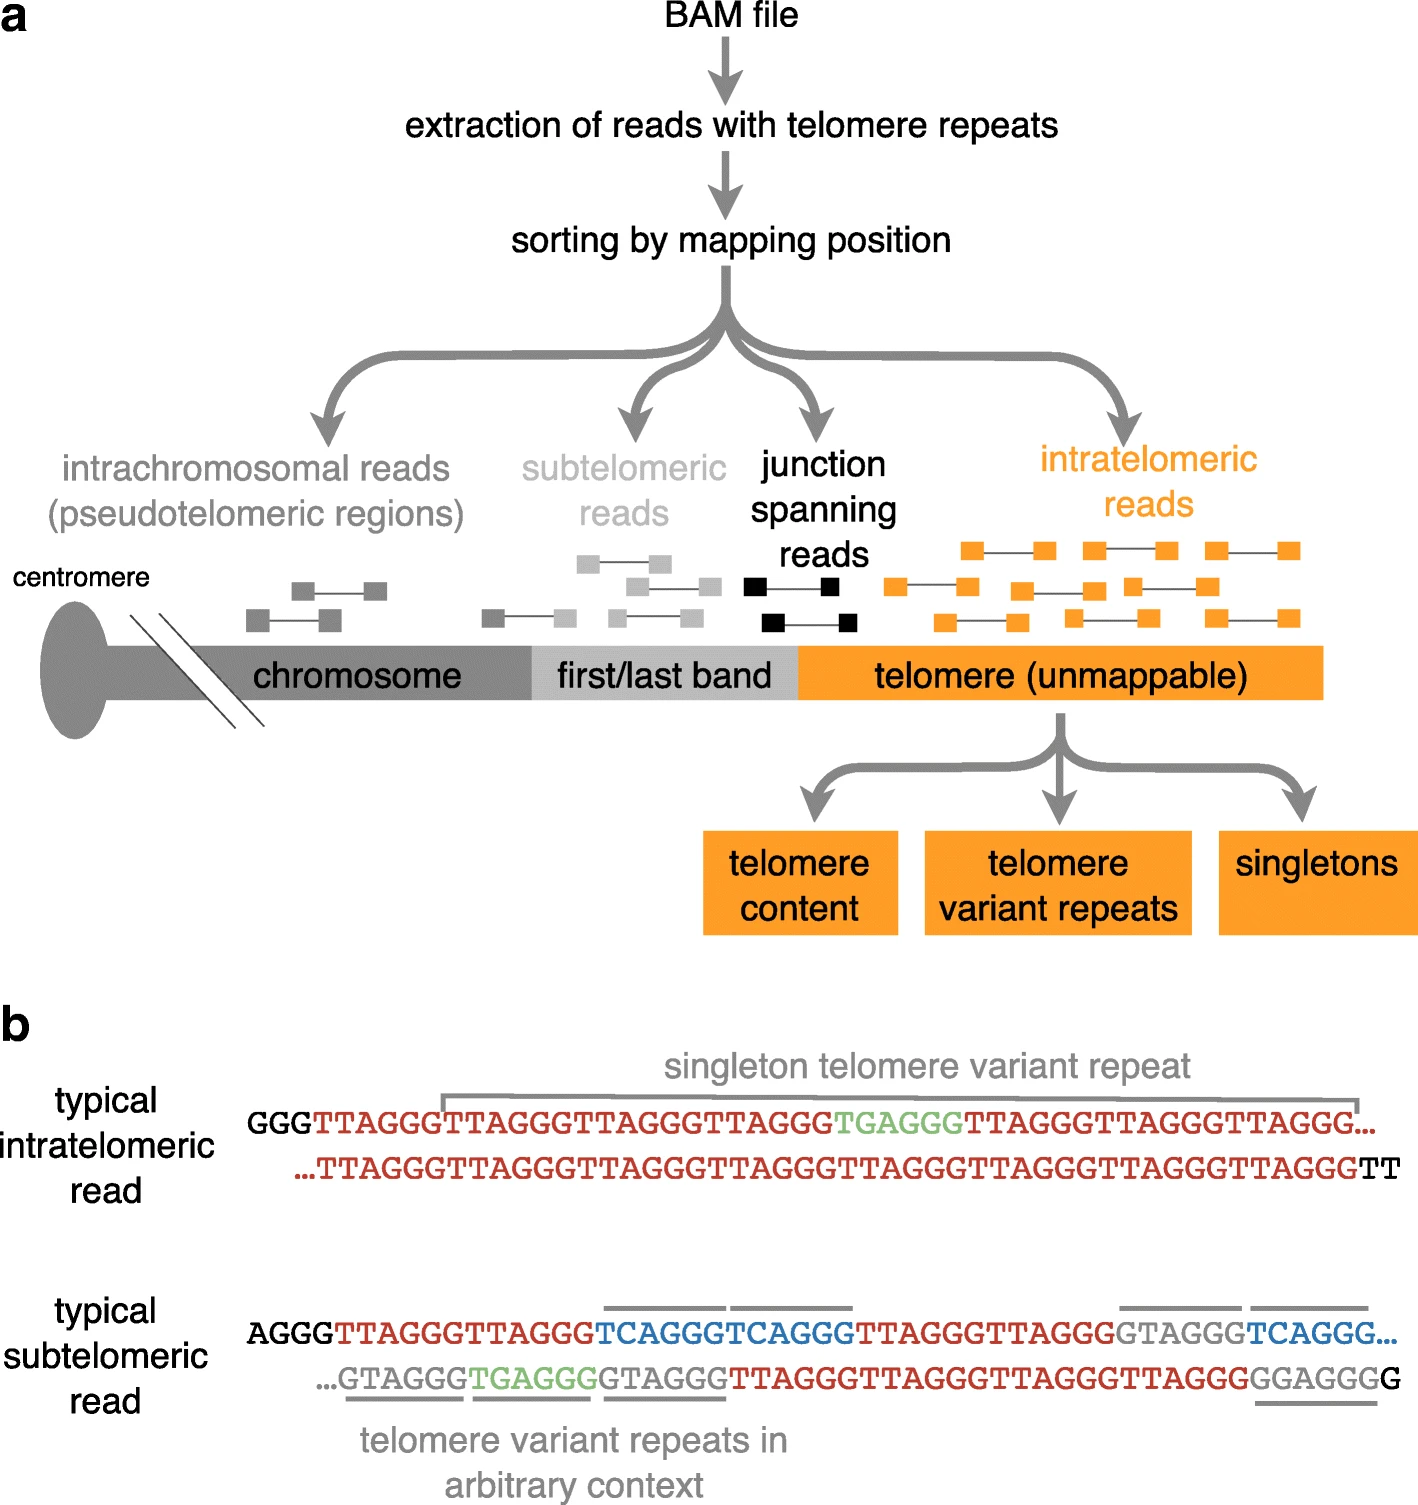 a
BAM file
extraction of reads with telomere repeats
sorting by mapping position
intrachromosomal reads
(pseudotelomeric regions)
subtelomeric
reads
junction
spanning
reads
intratelomeric
reads
centromere
chromosome
first/last band
telomere (unmappable)
telomere
content
telomere
variant repeats
singletons
b
singleton telomere variant repeat
typical
intratelomeric
read
GGGTTAGGGTTAGGGTTAGGGTTAGGGTGAGGGTTAGGGTTAGGGTTAGGG...
...TTAGGGTTAGGGTTAGGGTTAGGGTTAGGGTTAGGGTTAGGGTTAGGGTT
typical
subtelomeric
read
AGGGTTAGGGTTAGGGTCAGGGTCAGGGTTAGGGTTAGGGGTAGGGTCAGGG...
...GTAGGGTGAGGGGTAGGGTTAGGGTTAGGGTTAGGGTTAGGGGGAGGGG
telomere variant repeats in
arbitrary context